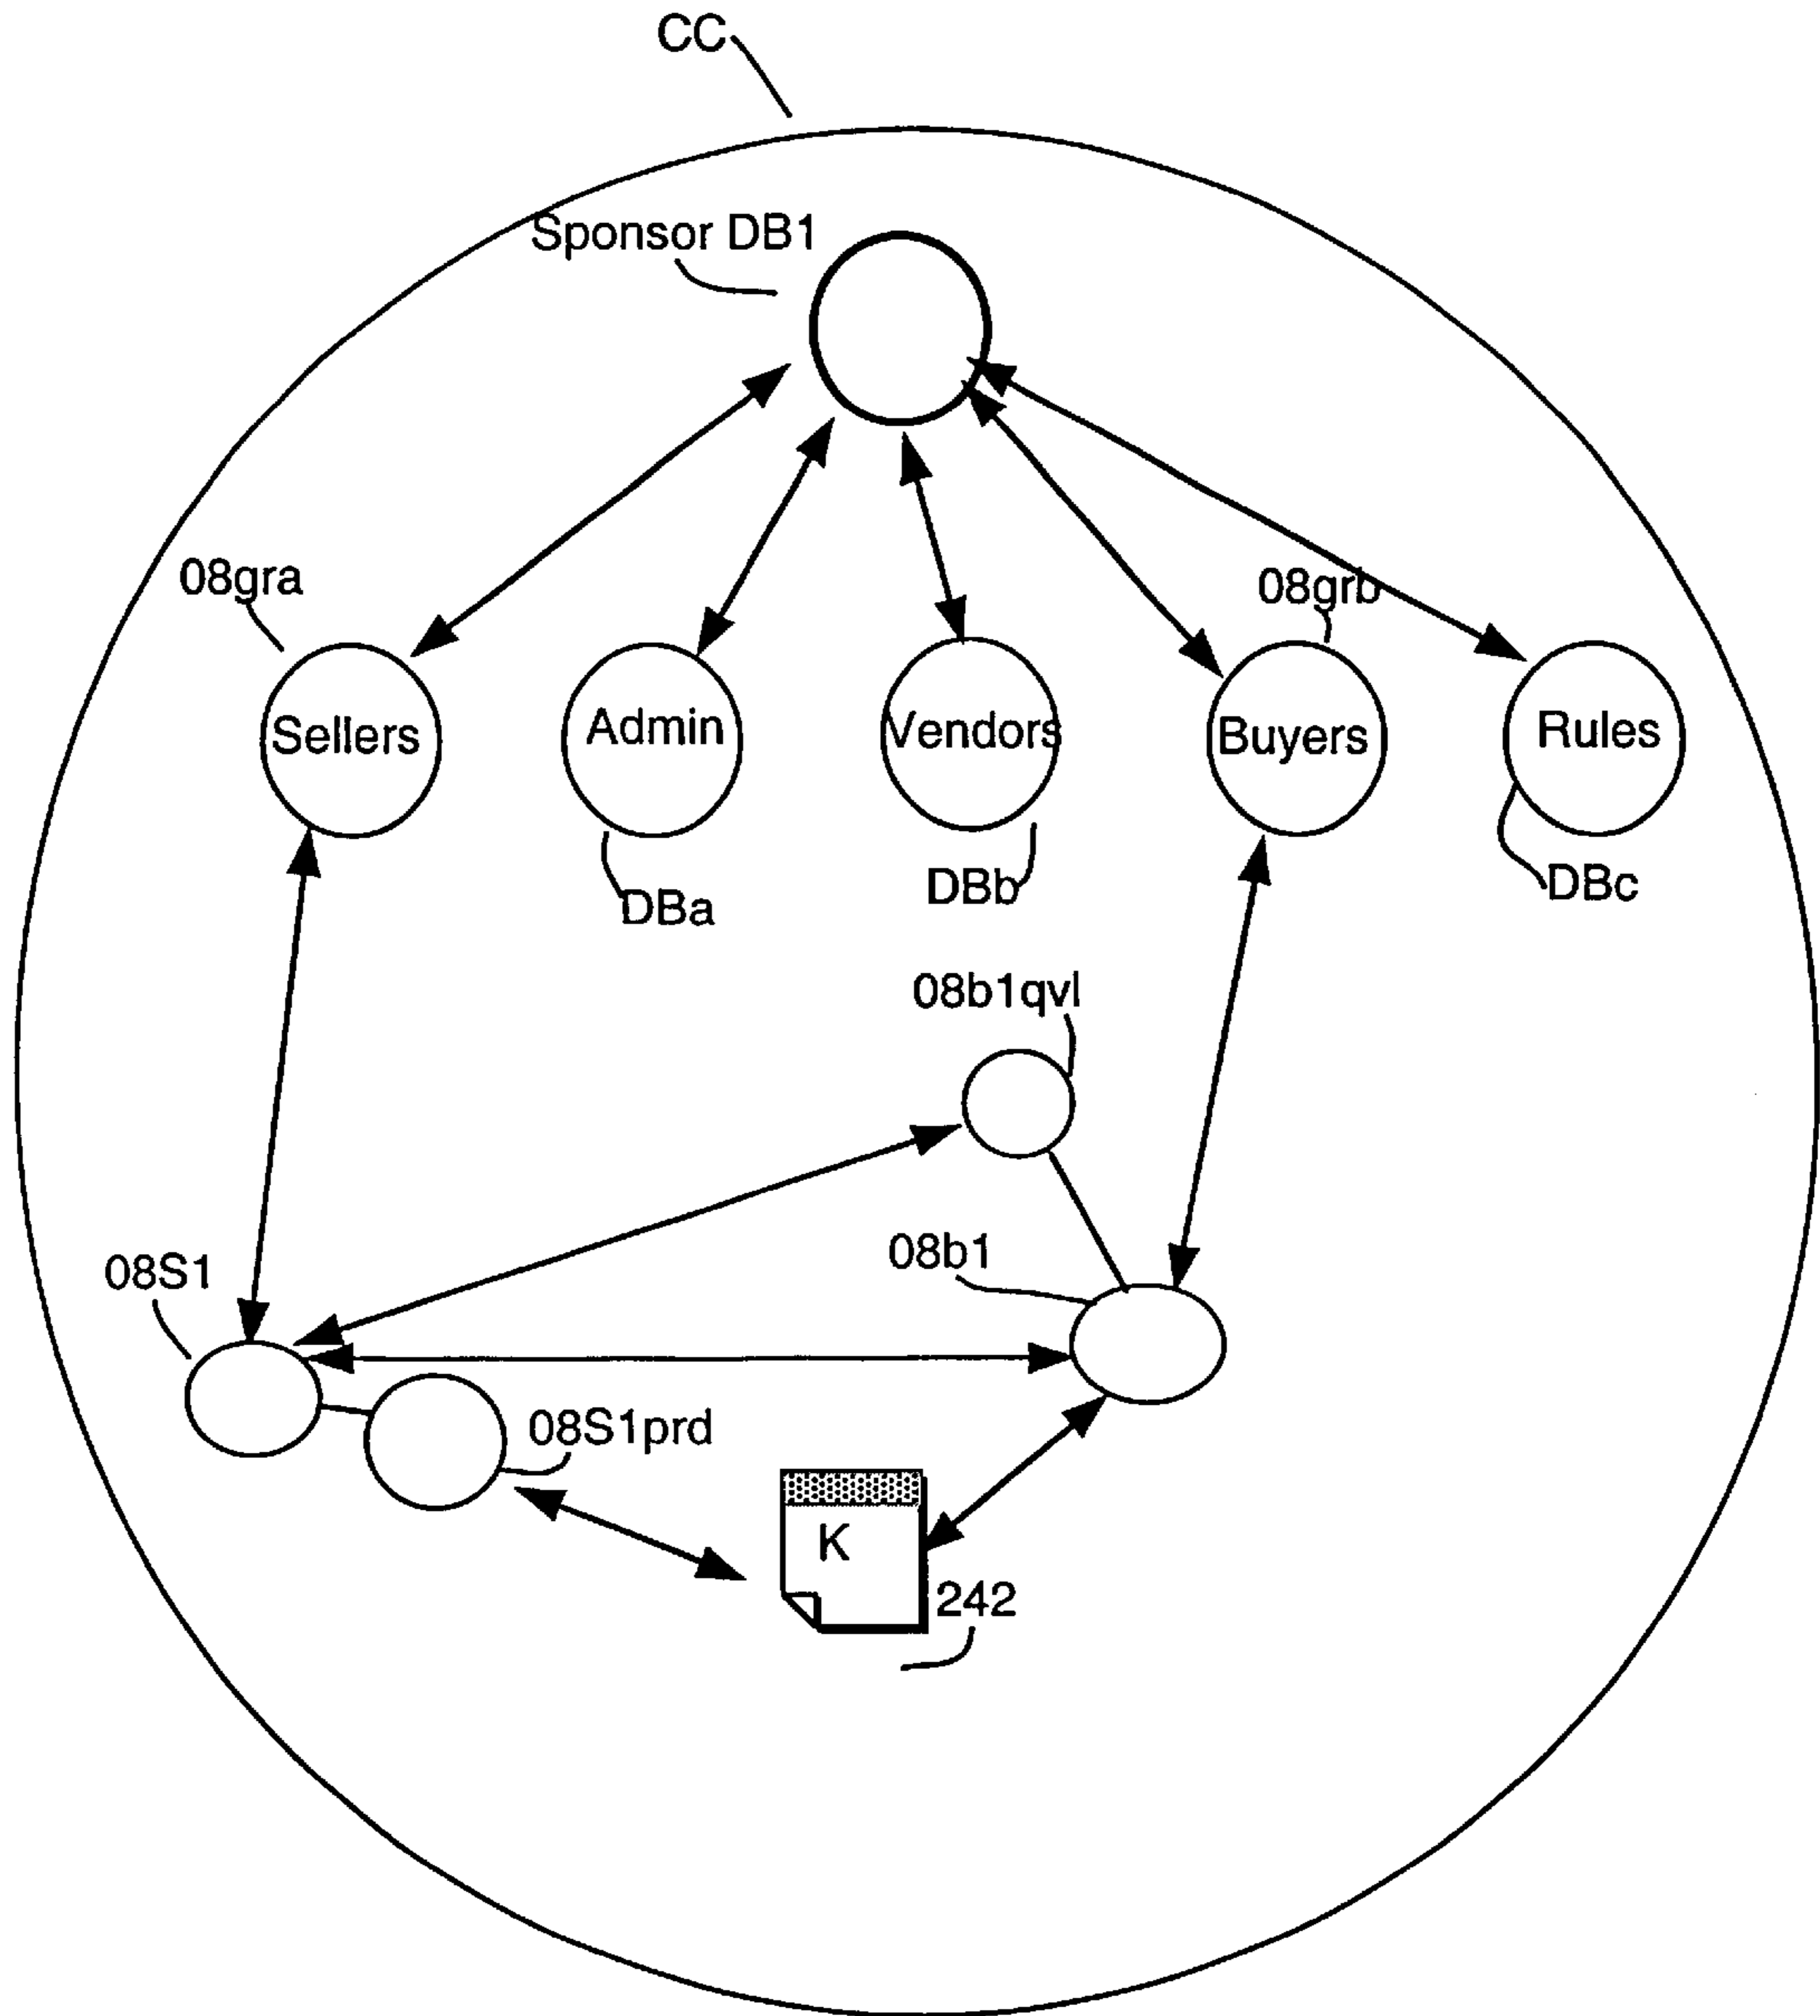 CC
Sponsor DB1
08gra
08grb
Sellers
Admin
Vendors
Buyers
Rules
DBa
DBb
DBc
08b1qvl
08b1
08S1
08S1prd
K
242